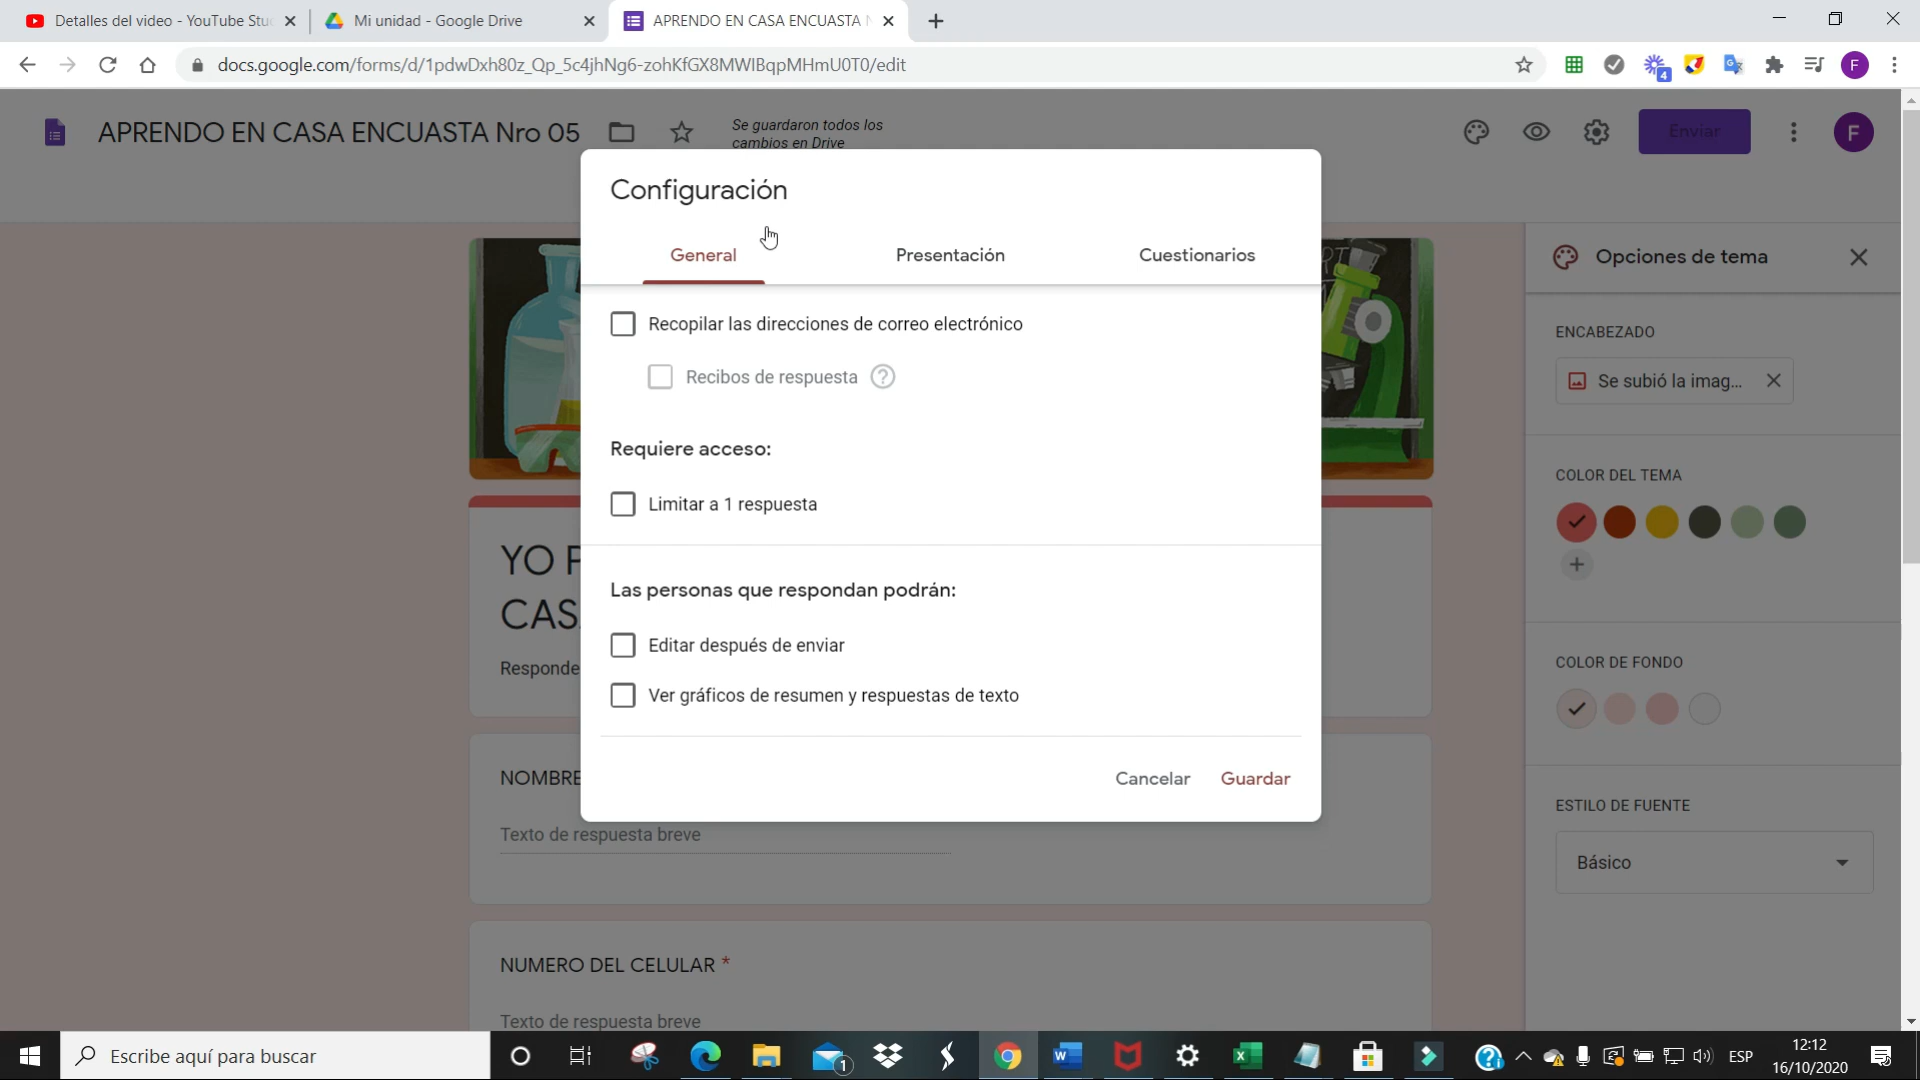 Detalles del video - YouTube Stu
Mi unidad - Google Drive
APRENDO EN CASA ENCUASTA N
docs.google.com/forms/d/1pdwDxh80z_Qp_5c4jhNg6-zohKfGX8MWIBqpMHmU0T0/edit
4
F
APRENDO EN CASA ENCUASTA Nro 05
Se guardaron todos los
cambios en Drive
Enviar
F
Configuración
General
Presentación
Cuestionarios
Recopilar las direcciones de correo electrónico
Recibos de respuesta
Requiere acceso:
Limitar a 1 respuesta
Las personas que respondan podrán:
Editar después de enviar
Ver gráficos de resumen y respuestas de texto
Cancelar
Guardar
YO
CAS
Responde
NOMBRE
Texto de respuesta breve
NUMERO DEL CELULAR *
Texto de respuesta breve
Opciones de tema
ENCABEZADO
Se subió la imag...
COLOR DEL TEMA
COLOR DE FONDO
ESTILO DE FUENTE
Básico
Escribe aquí para buscar
1
ESP
12:12
16/10/2020